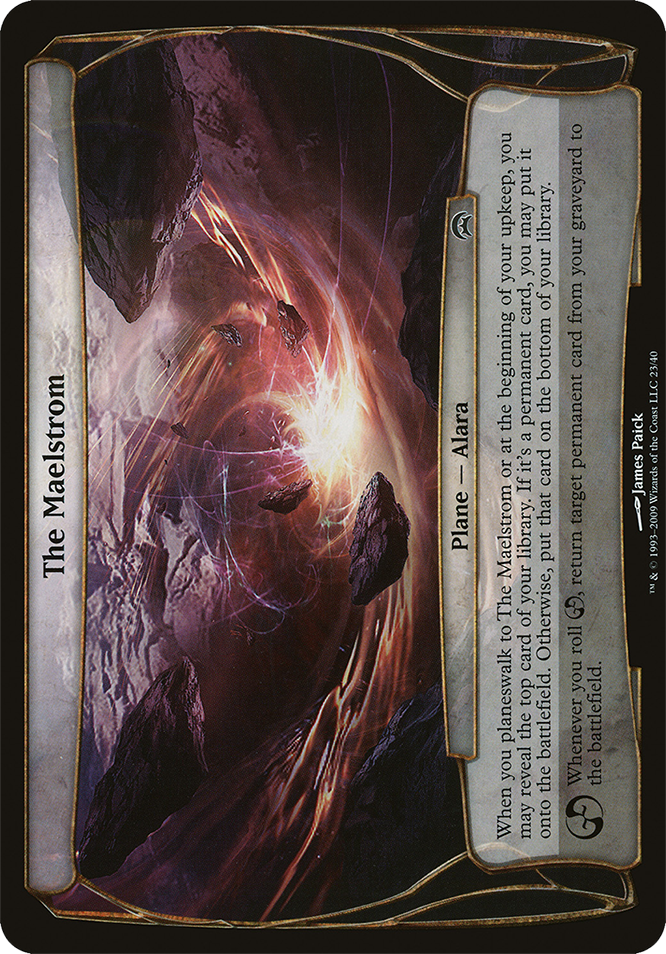 The Maelstrom
Plane — Alara
When you planeswalk to The Maelstrom or at the beginning of your upkeep, you
may reveal the top card of your library. If it's a permanent card, you may put it
onto the battlefield. Otherwise, put that card on the bottom of your library.
Whenever you roll , return target permanent card from your graveyard to
the battlefield.
James Paick
™ & © 1993–2009 Wizards of the Coast LLC 23/40